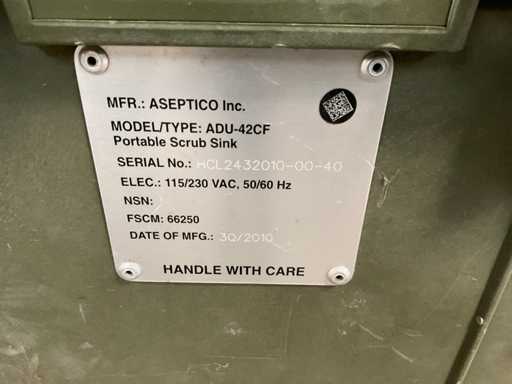 MFR.: ASEPTICO Inc.
MODEL/TYPE: ADU-42CF
Portable Scrub Sink
SERIAL No.: HCL2432010-00-40
ELEC.: 115/230 VAC, 50/60 Hz
NSN:
FSCM: 66250
DATE OF MFG.: 3Q/2010
HANDLE WITH CARE